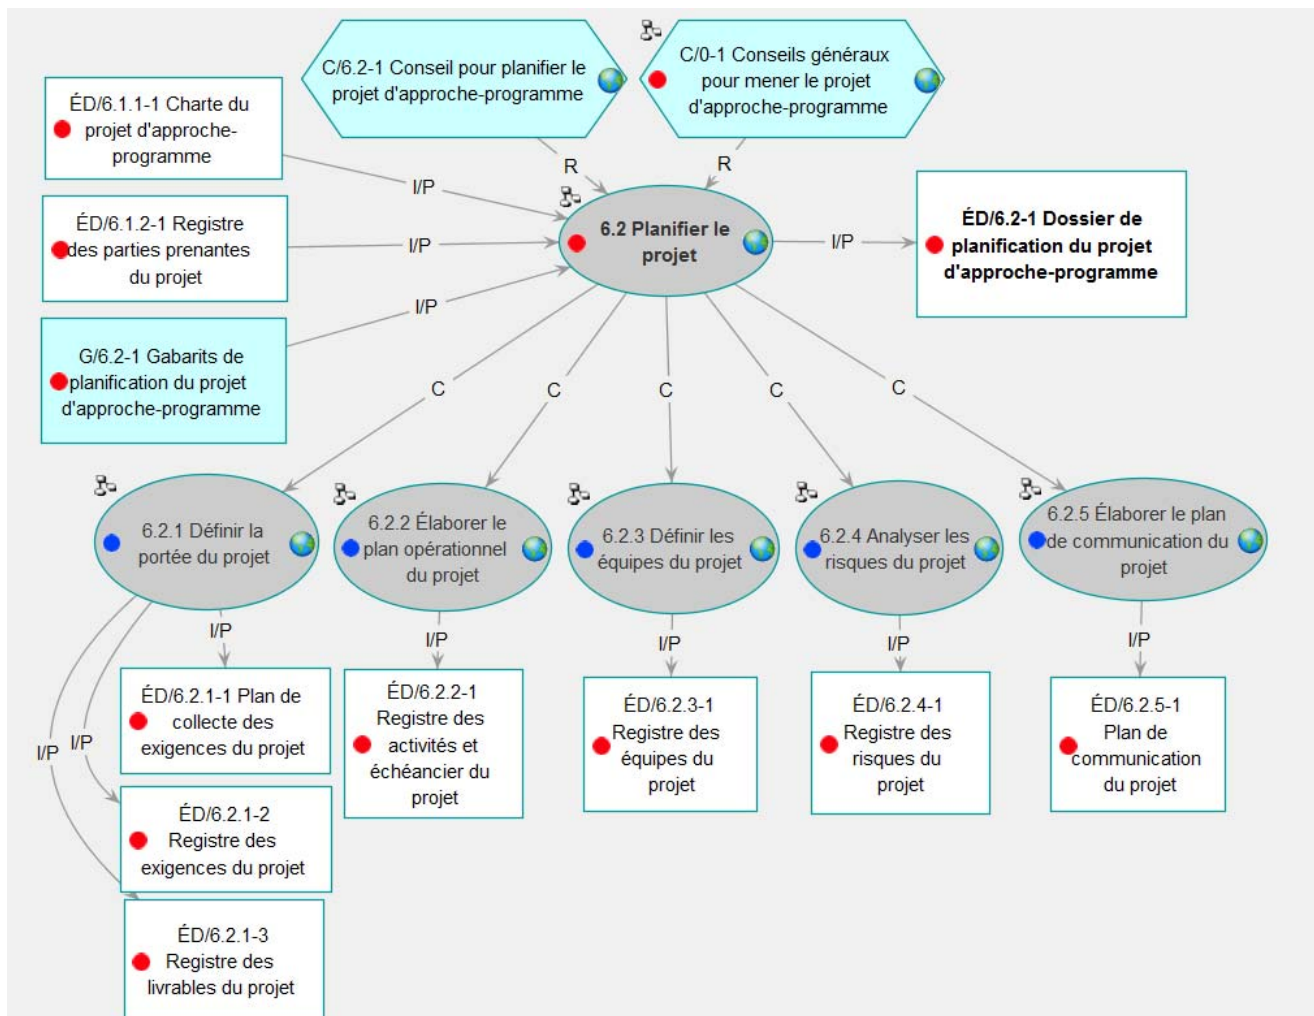 C/6.2-1 Conseil pour planifier le
projet d'approche-programme
C/0-1 Conseils généraux
pour mener le projet
d'approche-programme
ÉD/6.1.1-1 Charte du
projet d'approche-
programme
R
R
I/P
ÉD/6.1.2-1 Registre
des parties prenantes
du projet
I/P
6.2 Planifier le
projet
I/P
ÉD/6.2-1 Dossier de
planification du projet
d'approche-programme
I/P
G/6.2-1 Gabarits de
planification du projet
d'approche-programme
C
C
C
C
C
6.2.1 Définir la
portée du projet
6.2.2 Élaborer le
plan opérationnel
du projet
6.2.3 Définir les
équipes du projet
6.2.4 Analyser les
risques du projet
6.2.5 Élaborer le plan
de communication du
projet
I/P
I/P
I/P
I/P
I/P
I/P
I/P
ÉD/6.2.1-1 Plan de
collecte des
exigences du projet
ÉD/6.2.2-1
Registre des
activités et
échéancier du
projet
ÉD/6.2.3-1
Registre des
équipes du
projet
ÉD/6.2.4-1
Registre des
risques du
projet
ÉD/6.2.5-1
Plan de
communication
du projet
ÉD/6.2.1-2
Registre des
exigences du projet
ÉD/6.2.1-3
Registre des
livrables du projet